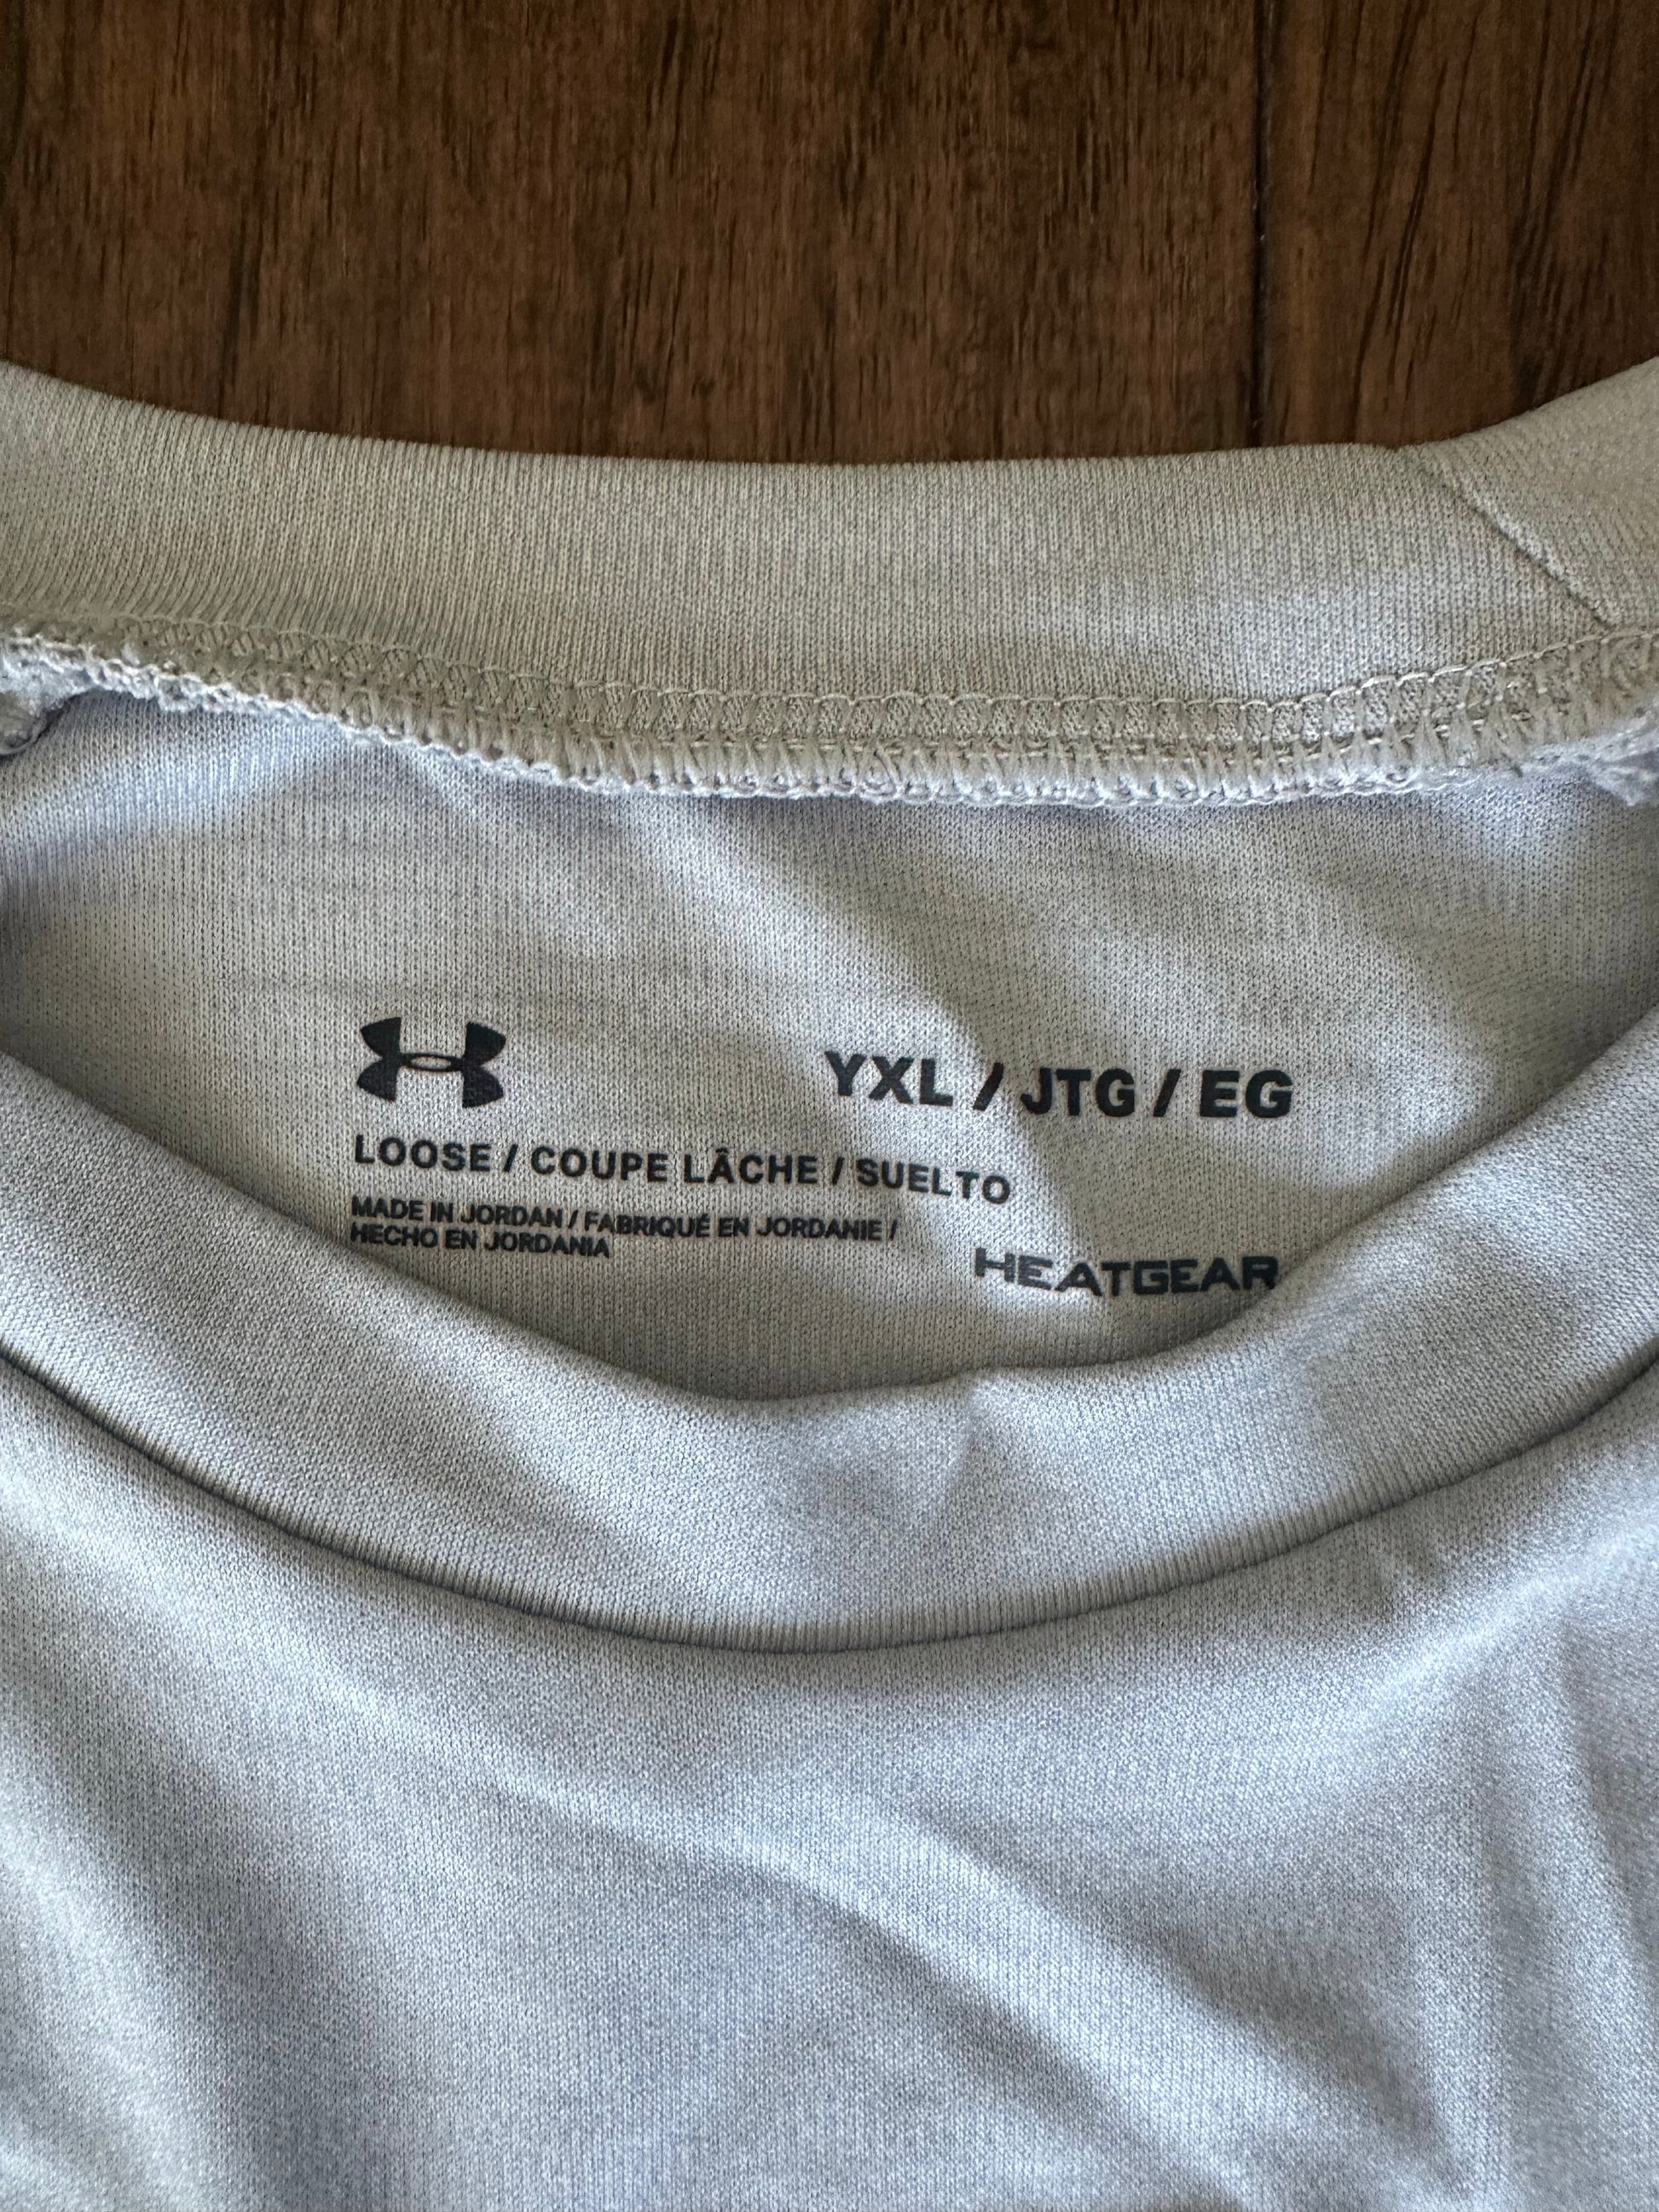 YXL / JTG / EG
LOOSE / COUPE LÂCHE / SUELTO
MADE IN JORDAN / FABRIQUÉ EN JORDANIE /
HECHO EN JORDANIA
HEATGEAR